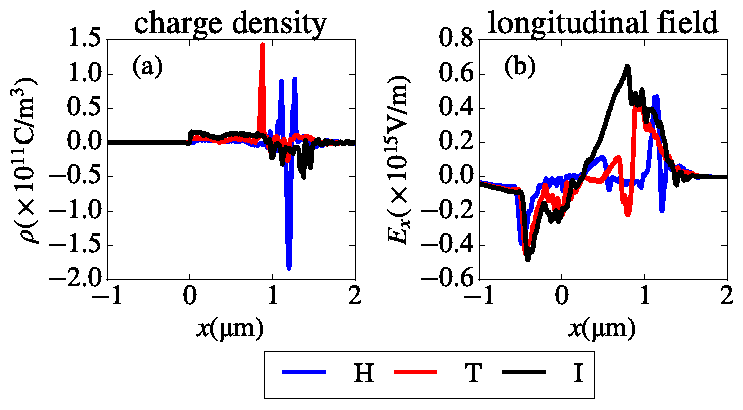 charge density
longitudinal field
(a)
(b)
ρ(×10¹¹C/m³)
1.5
1.0
0.5
0.0
−0.5
−1.0
−1.5
−2.0
−1 0 1 2
x(μm)
Eₓ(×10¹⁵V/m)
0.8
0.6
0.4
0.2
0.0
−0.2
−0.4
−0.6
−1 0 1 2
x(μm)
H T I